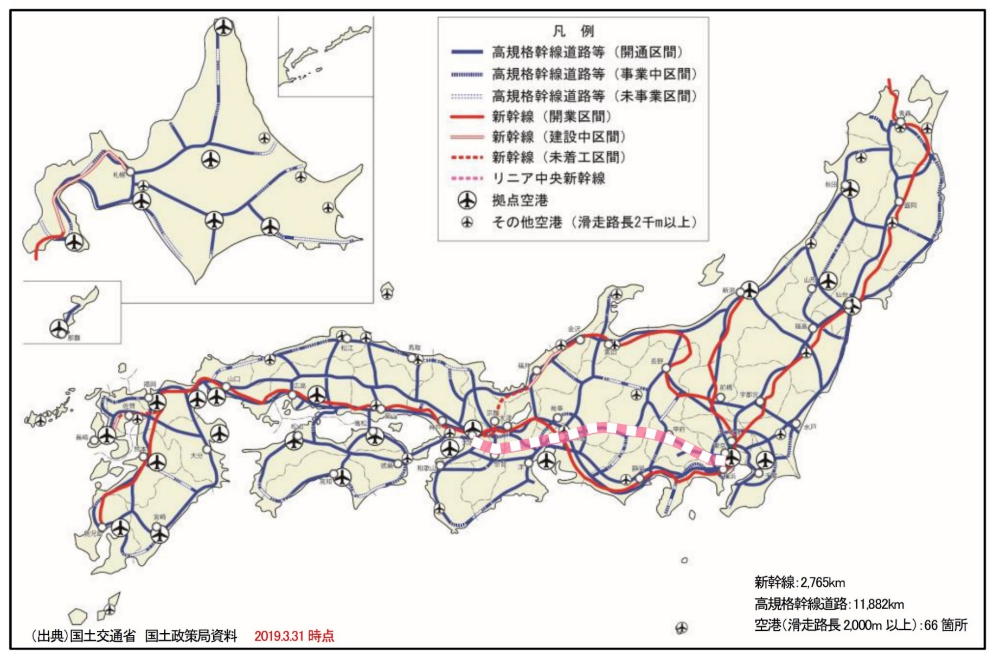 凡 例
高規格幹線道路等（開通区間）
高規格幹線道路等（事業中区間）
高規格幹線道路等（未事業区間）
新幹線（開業区間）
新幹線（建設中区間）
新幹線（未着工区間）
リニア中央新幹線
拠点空港
その他空港（滑走路長2千m以上）
青森
札幌
秋田
盛岡
山形
仙台
新潟
福島
那覇
金沢
富山
松江
鳥取
福井
長野
山口
福岡
広島
前橋
宇都宮
佐賀
岡山
京都
大津
岐阜
水戸
松山
高松
神戸
甲府
長崎
熊本
大分
東京
徳島
和歌山
奈良
津
静岡
横浜
千葉
高知
宮崎
鹿児島
新幹線：2,765km
高規格幹線道路：11,882km
空港（滑走路長 2,000m 以上）：66 箇所
（出典）国土交通省 国土政策局資料 2019.3.31 時点